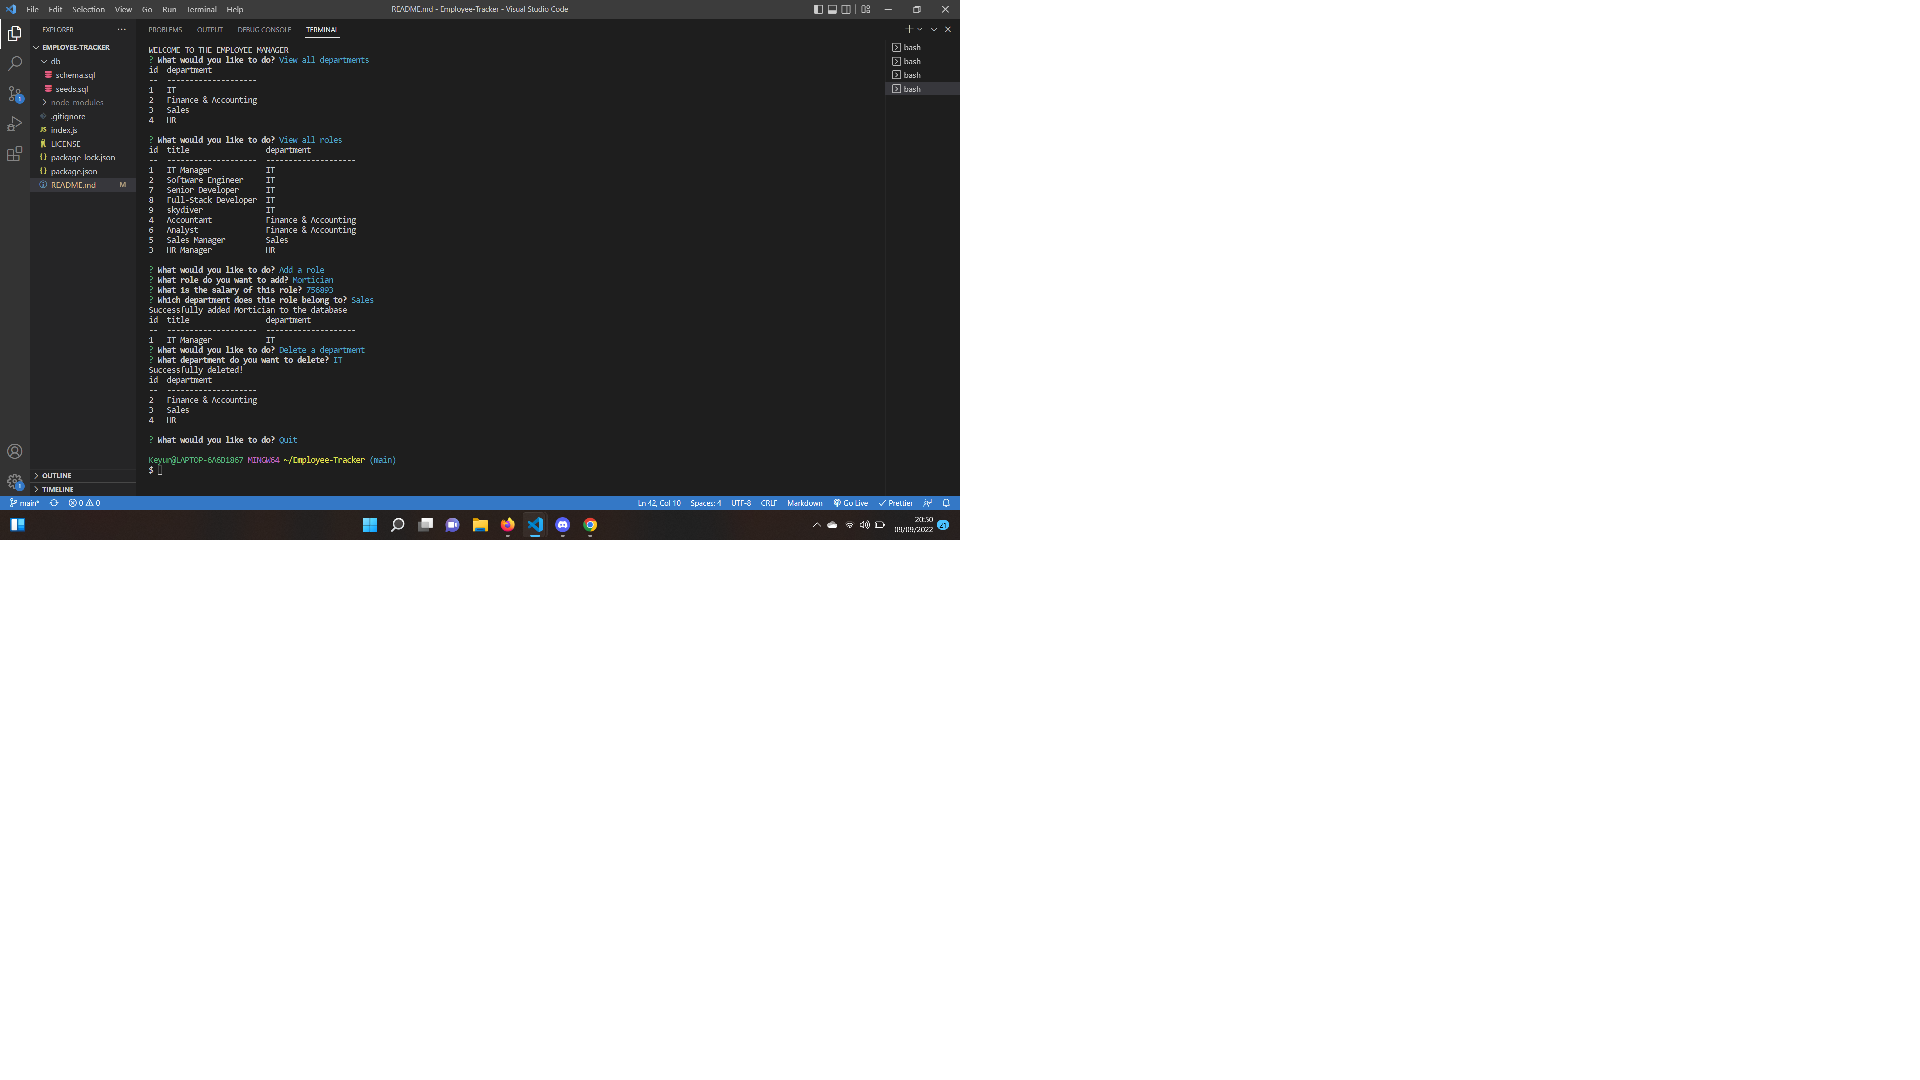 File Edit Selection View Go Run Terminal Help README.md - Employee-Tracker - Visual Studio Code
EXPLORER
EMPLOYEE-TRACKER
db
schema.sql
seeds.sql
node_modules
.gitignore
index.js
LICENSE
package-lock.json
package.json
README.md M
OUTLINE
TIMELINE
PROBLEMS OUTPUT DEBUG CONSOLE TERMINAL
WELCOME TO THE EMPLOYEE MANAGER
? What would you like to do? View all departments
id department
-- --------------------
1 IT
2 Finance & Accounting
3 Sales
4 HR
? What would you like to do? View all roles
id title department
-- -------------------- --------------------
1 IT Manager IT
2 Software Engineer IT
7 Senior Developer IT
8 Full-Stack Developer IT
9 skydiver IT
4 Accountant Finance & Accounting
6 Analyst Finance & Accounting
5 Sales Manager Sales
3 HR Manager HR
? What would you like to do? Add a role
? What role do you want to add? Mortician
? What is the salary of this role? 756893
? Which department does thie role belong to? Sales
Successfully added Mortician to the database
id title department
-- -------------------- --------------------
1 IT Manager IT
? What would you like to do? Delete a department
? What department do you want to delete? IT
Successfully deleted!
id department
-- --------------------
2 Finance & Accounting
3 Sales
4 HR
? What would you like to do? Quit
Keyur@LAPTOP-6A6D1867 MINGW64 ~/Employee-Tracker (main)
$
bash
bash
bash
bash
main* 0 0 Ln 42, Col 10 Spaces: 4 UTF-8 CRLF Markdown Go Live Prettier
20:50
09/09/2022